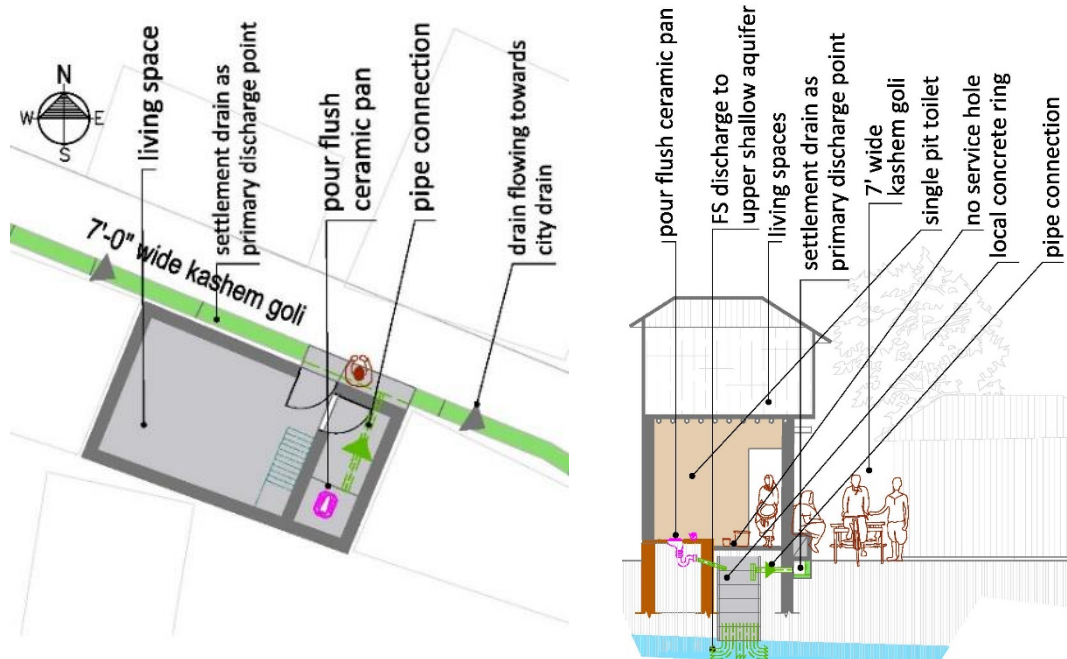 N
W
E
S
living space
settlement drain as
primary discharge point
pour flush
ceramic pan
pipe connection
drain flowing towards
city drain
7'-0" wide kashem goli
pour flush ceramic pan
FS discharge to
upper shallow aquifer
living spaces
settlement drain as
primary discharge point
7' wide
kashem goli
single pit toilet
no service hole
local concrete ring
pipe connection